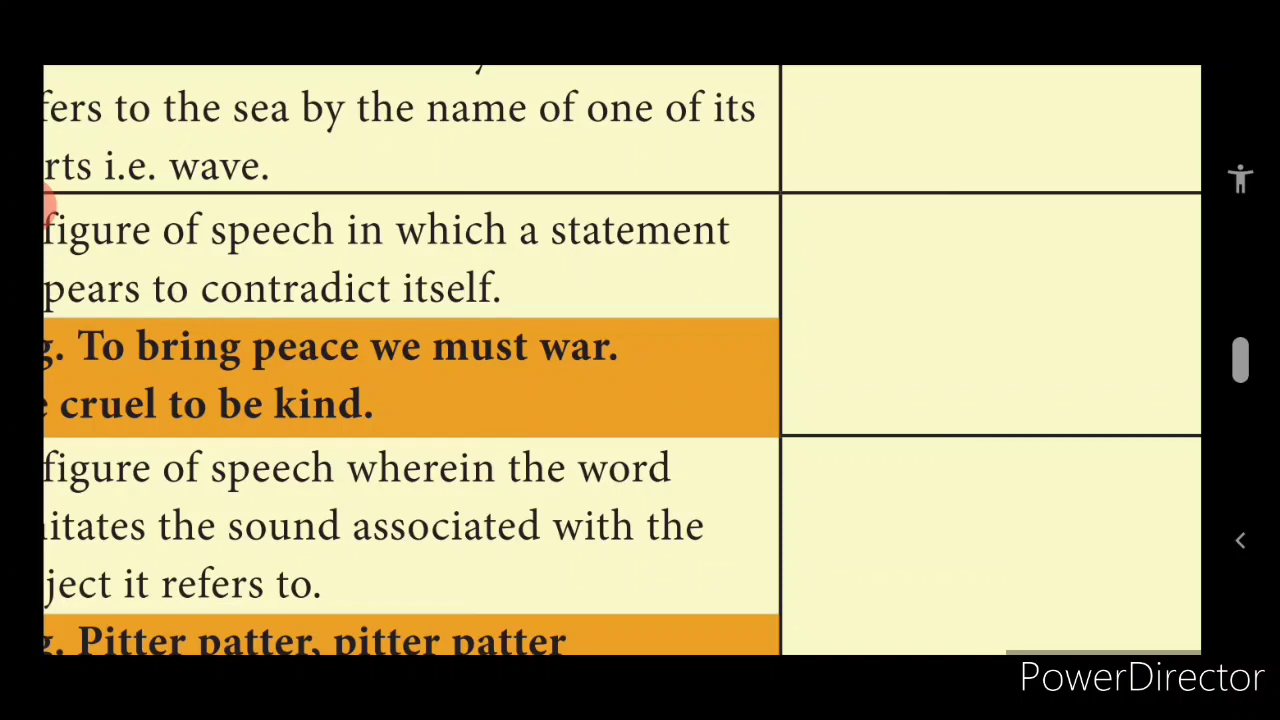 fers to the sea by the name of one of its
rts i.e. wave.
figure of speech in which a statement
pears to contradict itself.
g. To bring peace we must war.
e cruel to be kind.
figure of speech wherein the word
itates the sound associated with the
ject it refers to.
g. Pitter patter, pitter patter
PowerDirector